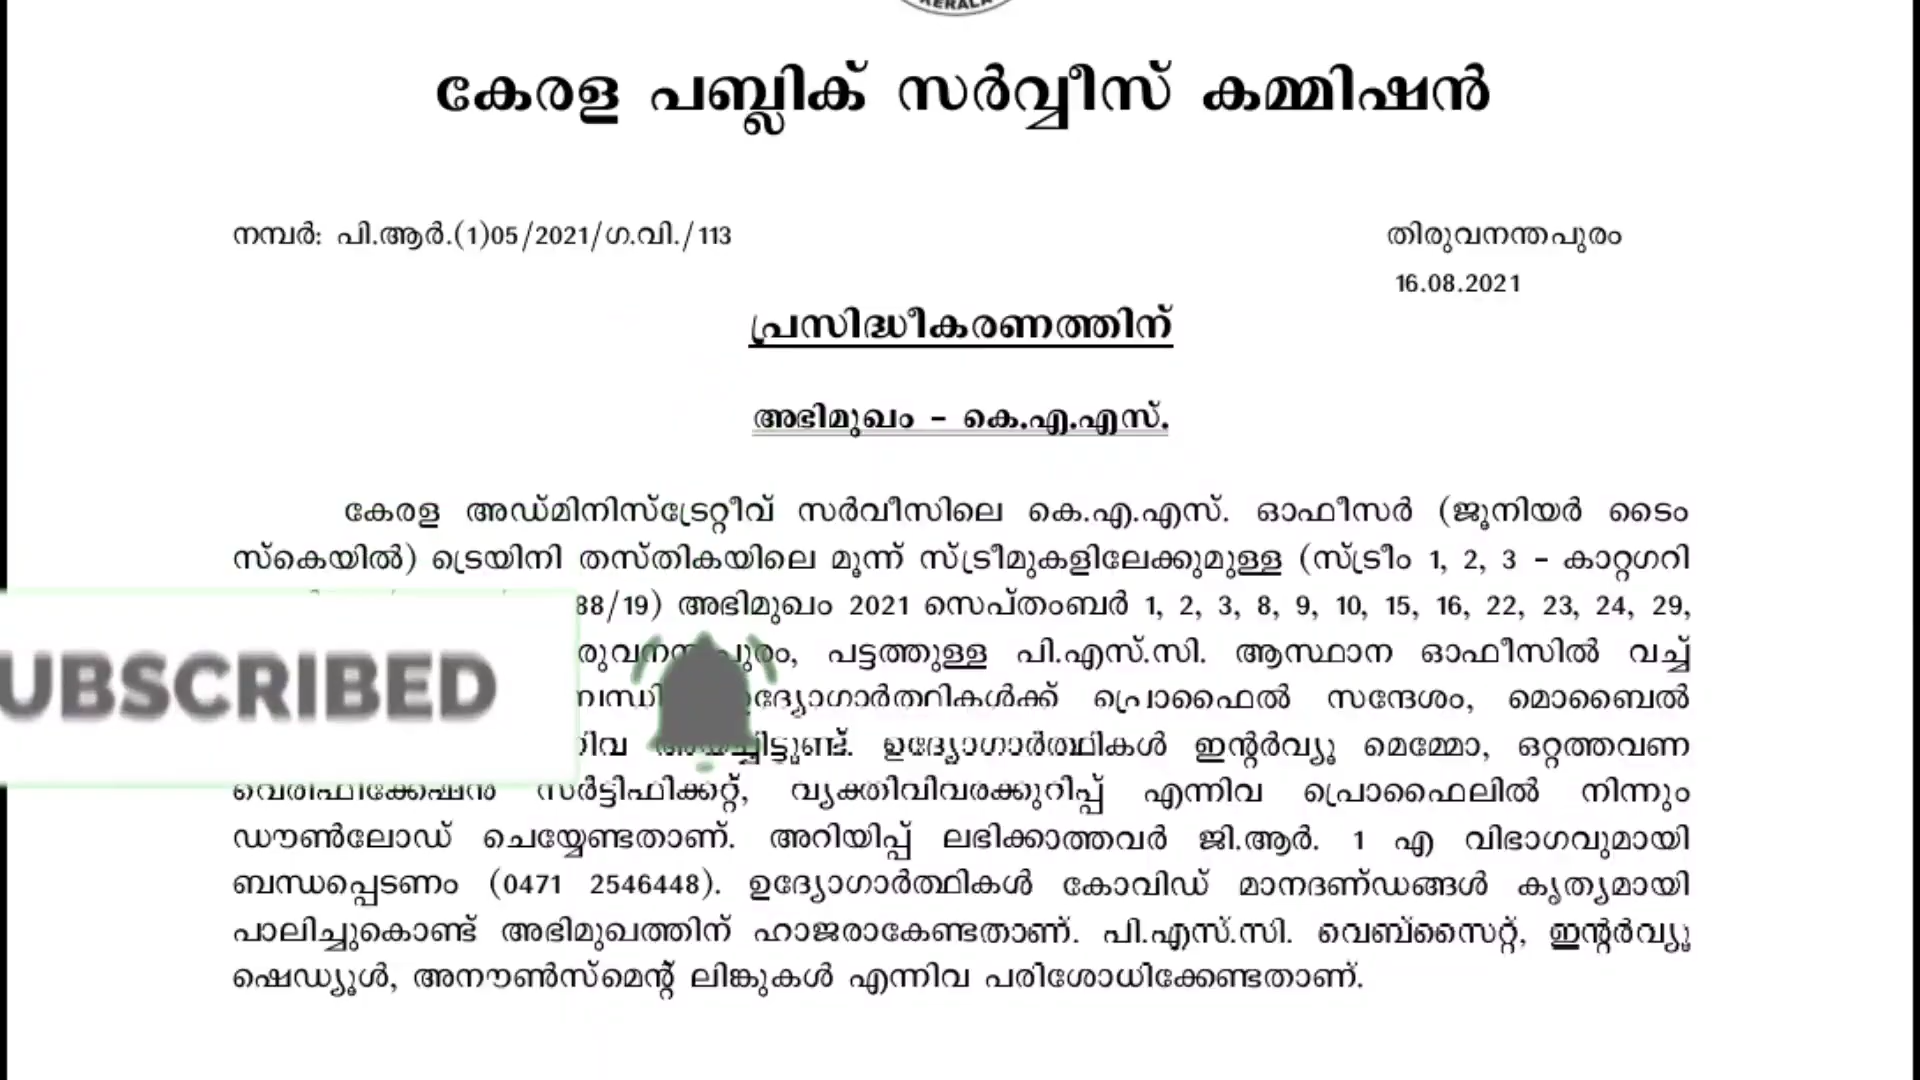 KERALA
കേരള പബ്ലിക് സർവ്വീസ് കമ്മിഷൻ
നമ്പർ: പി.ആർ.(1)05/2021/ഗ.വി./113 തിരുവനന്തപുരം
16.08.2021
പ്രസിദ്ധീകരണത്തിന്
അഭിമുഖം – കെ.എ.എസ്.
കേരള അഡ്മിനിസ്ട്രേറ്റീവ് സർവീസിലെ കെ.എ.എസ്. ഓഫീസർ (ജൂനിയർ ടൈം
സ്കെയിൽ) ട്രെയിനി തസ്തികയിലെ മൂന്ന് സ്ട്രീമുകളിലേക്കുമുള്ള (സ്ട്രീം 1, 2, 3 – കാറ്റഗറി
88/19) അഭിമുഖം 2021 സെപ്തംബർ 1, 2, 3, 8, 9, 10, 15, 16, 22, 23, 24, 29,
പട്ടത്തുള്ള പി.എസ്.സി. ആസ്ഥാന ഓഫീസിൽ വച്ച്
UBSCRIBED
പ്രൊഫൈൽ സന്ദേശം, മൊബൈൽ
ഉദ്യോഗാർത്ഥികൾ ഇന്റർവ്യൂ മെമ്മോ, ഒറ്റത്തവണ
വെരിഫിക്കേഷൻ സർട്ടിഫിക്കറ്റ്, വ്യക്തിവിവരക്കുറിപ്പ് എന്നിവ പ്രൊഫൈലിൽ നിന്നും
ഡൗൺലോഡ് ചെയ്യേണ്ടതാണ്. അറിയിപ്പ് ലഭിക്കാത്തവർ ജി.ആർ. 1 എ വിഭാഗവുമായി
ബന്ധപ്പെടണം (0471 2546448). ഉദ്യോഗാർത്ഥികൾ കോവിഡ് മാനദണ്ഡങ്ങൾ കൃത്യമായി
പാലിച്ചുകൊണ്ട് അഭിമുഖത്തിന് ഹാജരാകേണ്ടതാണ്. പി.എസ്.സി. വെബ്സൈറ്റ്, ഇന്റർവ്യൂ
ഷെഡ്യൂൾ, അനൗൺസ്മെന്റ് ലിങ്കുകൾ എന്നിവ പരിശോധിക്കേണ്ടതാണ്.